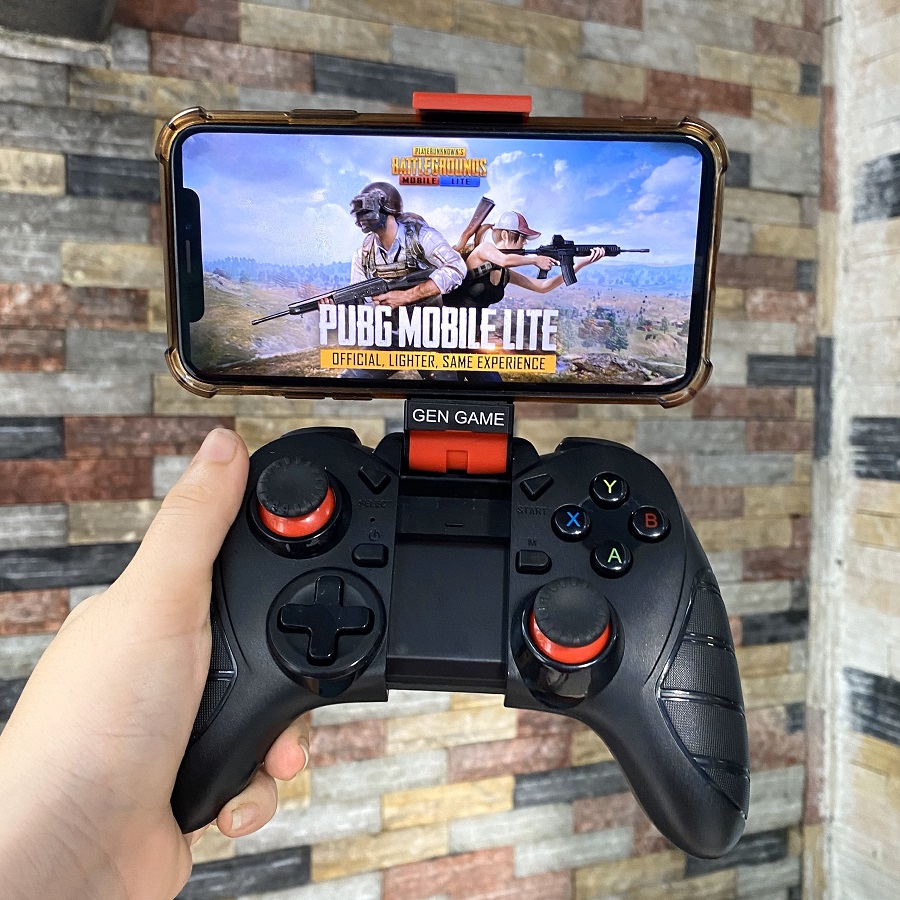 PLAYERUNKNOWN'S
BATTLEGROUNDS
MOBILE LITE
PUBG MOBILE LITE
OFFICIAL, LIGHTER, SAME EXPERIENCE
GEN GAME
SELECT
START
M
Y
X
B
A